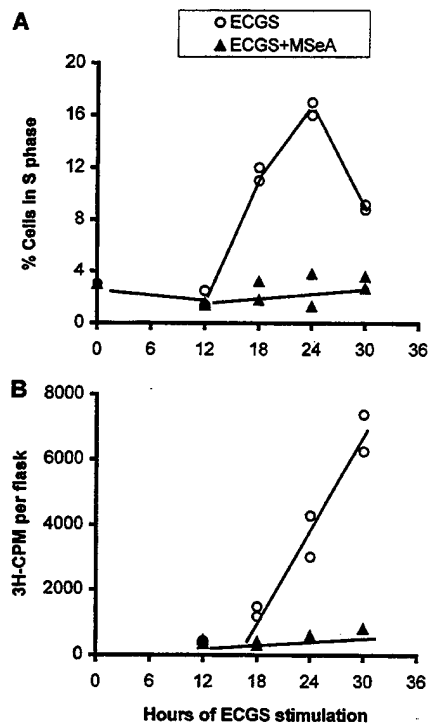 A
ECGS
ECGS+MSeA
20
16
12
8
4
0
% Cells in S phase
0 6 12 18 24 30 36
B
8000
6000
4000
2000
0
3H-CPM per flask
0 6 12 18 24 30 36
Hours of ECGS stimulation